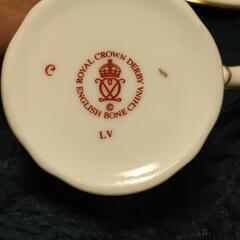 ROYAL CROWN DERBY
ENGLISH BONE CHINA
©
LV